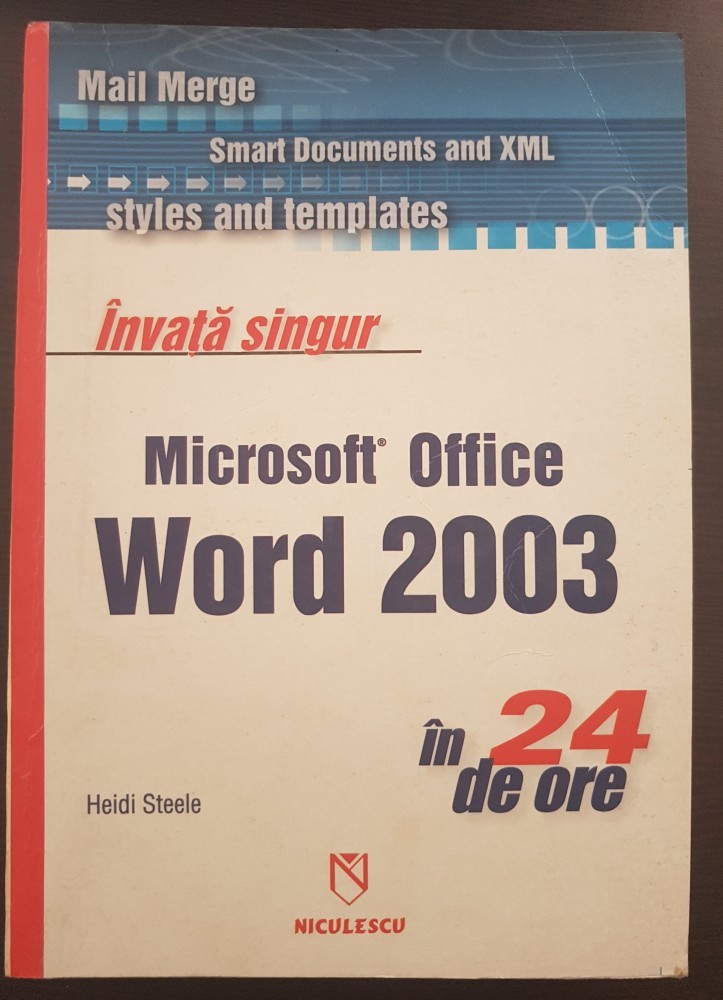 Mail Merge
Smart Documents and XML
styles and templates
Învaţă singur
Microsoft® Office
Word 2003
în 24
de ore
Heidi Steele
NICULESCU